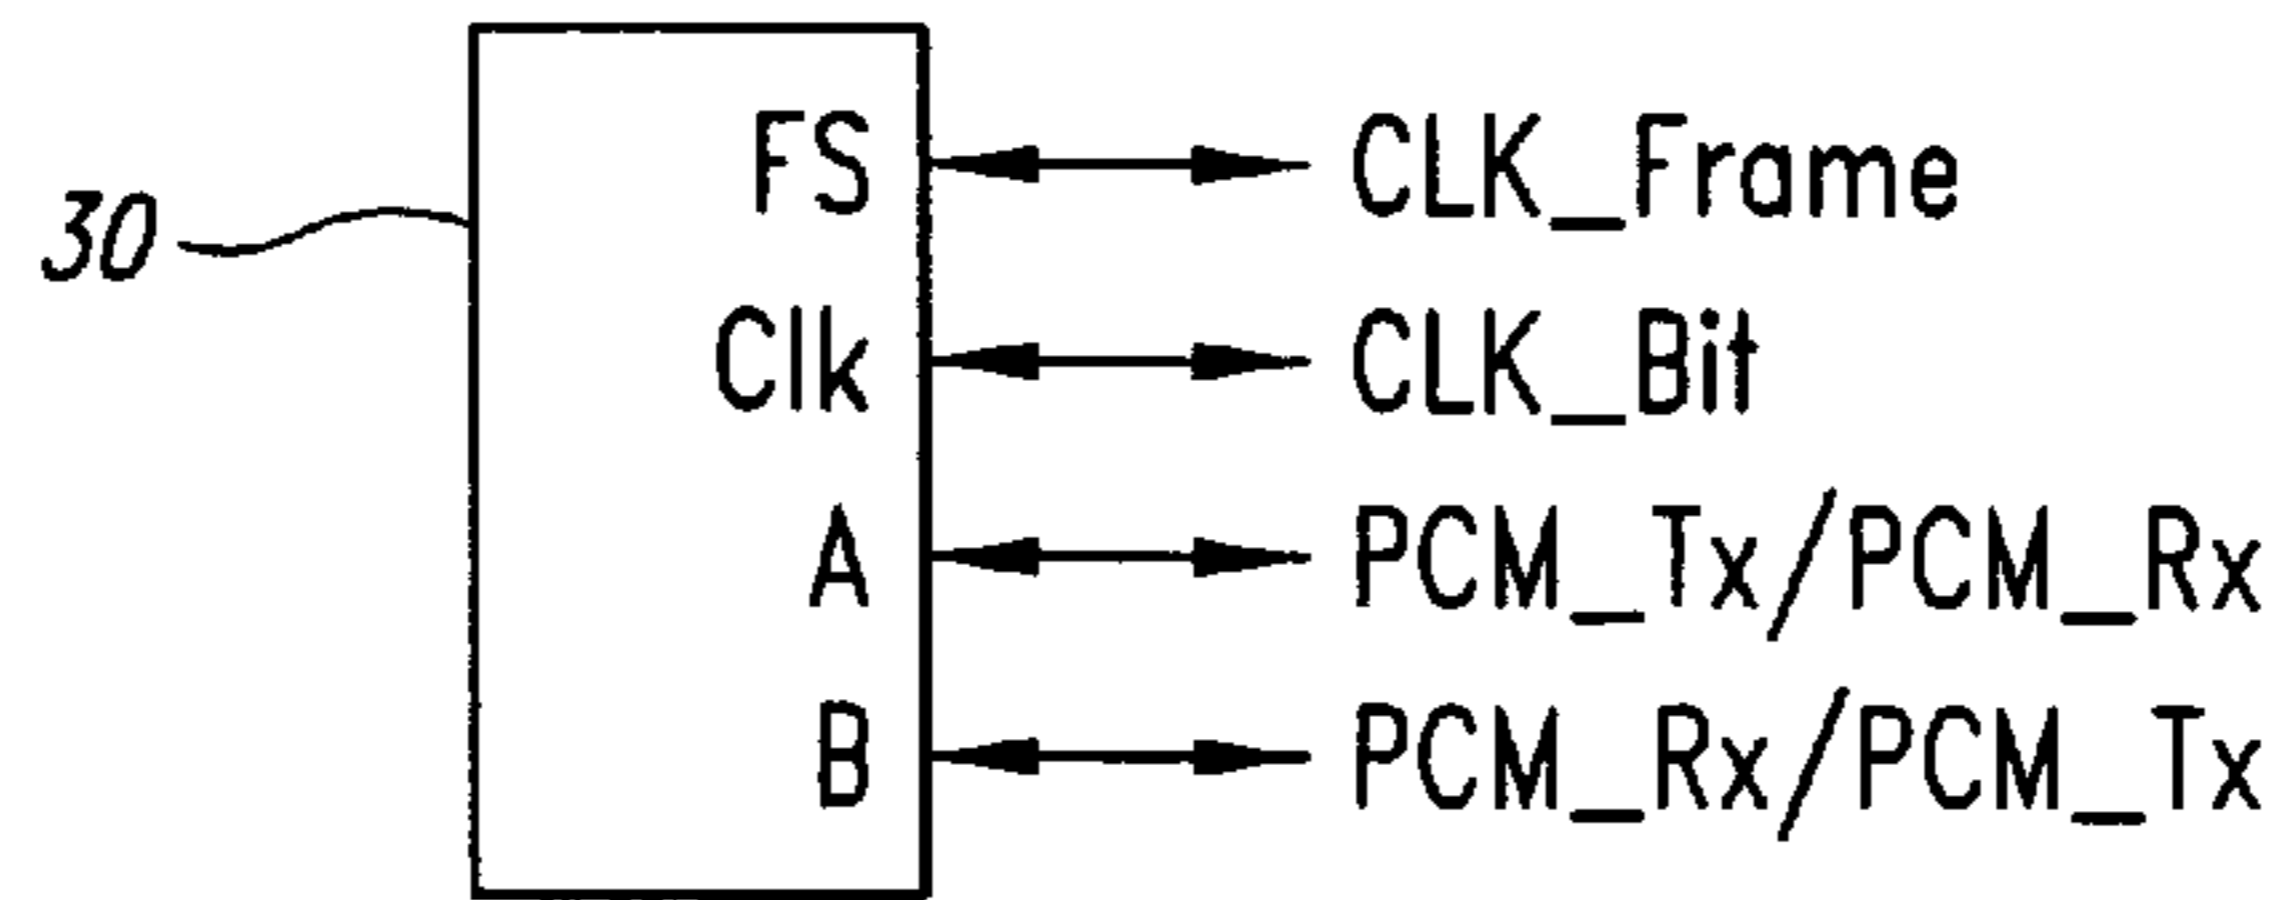 FS CLK_Frame
30
Clk CLK_Bit
A PCM_Tx/PCM_Rx
B PCM_Rx/PCM_Tx